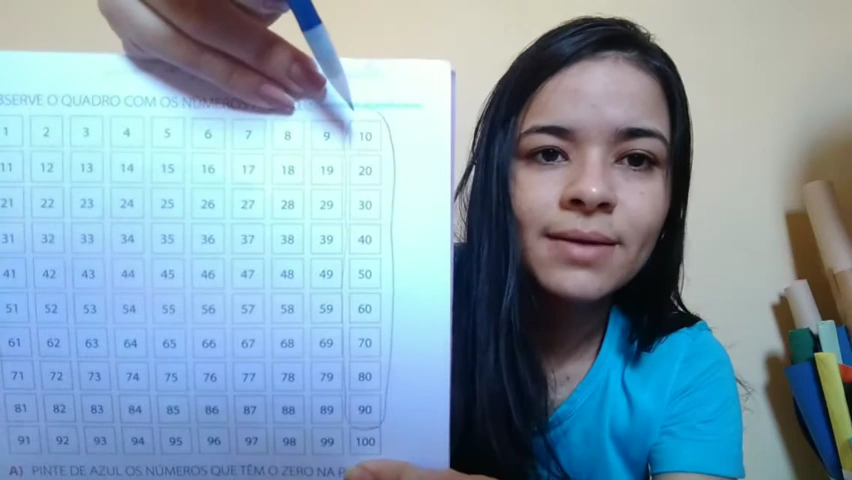 OBSERVE O QUADRO COM OS NÚMEROS
1 2 3 4 5 6 7 8 9 10
11 12 13 14 15 16 17 18 19 20
21 22 23 24 25 26 27 28 29 30
31 32 33 34 35 36 37 38 39 40
41 42 43 44 45 46 47 48 49 50
51 52 53 54 55 56 57 58 59 60
61 62 63 64 65 66 67 68 69 70
71 72 73 74 75 76 77 78 79 80
81 82 83 84 85 86 87 88 89 90
91 92 93 94 95 96 97 98 99 100
A) PINTE DE AZUL OS NÚMEROS QUE TÊM O ZERO NA